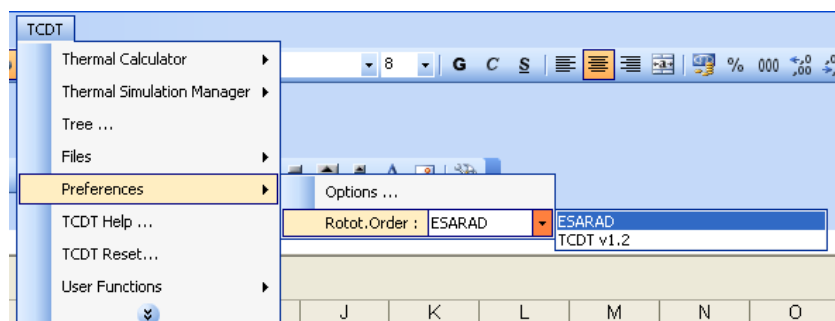 TCDT
Thermal Calculator
8
G C S
% 000
Thermal Simulation Manager
Tree ...
Files
Preferences
Options ...
Rotot.Order : ESARAD
ESARAD
TCDT v1.2
TCDT Help ...
TCDT Reset...
User Functions
J K L M N O